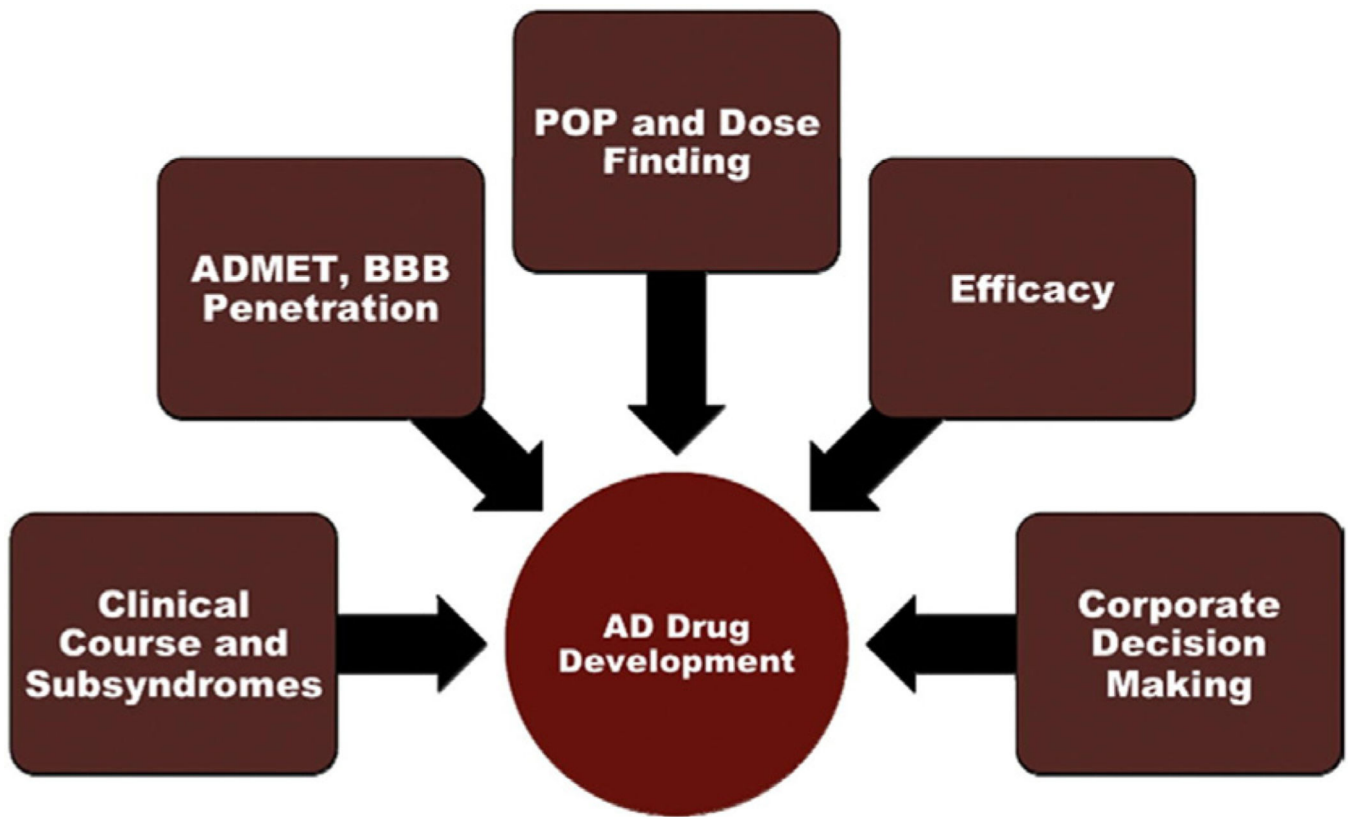 POP and Dose
Finding
ADMET, BBB
Penetration
Efficacy
Clinical
Course and
Subsyndromes
AD Drug
Development
Corporate
Decision
Making